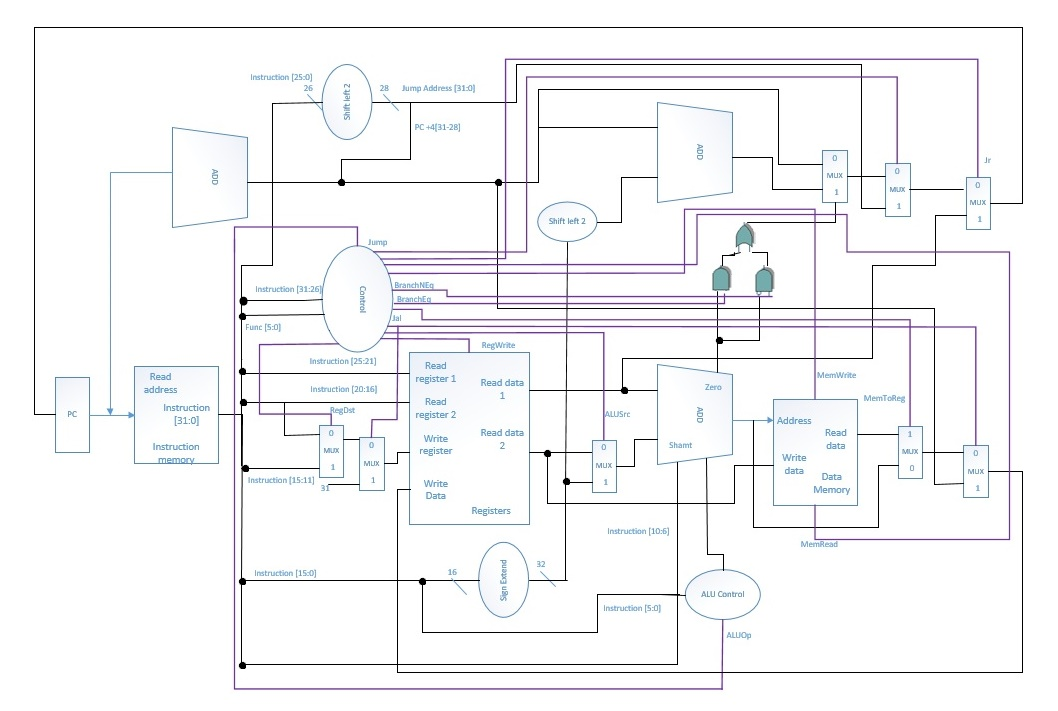 Instruction [25:0]
26
Shift left 2
28
Jump Address [31:0]
PC +4[31-28]
ADD
ADD
0
MUX
1
0
MUX
1
Jr
0
MUX
1
Shift left 2
Jump
Control
Instruction [31:26]
BranchNEq
BranchEq
Jal
Func [5:0]
RegWrite
Instruction [25:21]
Instruction [20:16]
RegDst
0
MUX
1
0
MUX
1
Instruction [15:11]
31
PC
Read
address
Instruction
[31:0]
Instruction
memory
Read
register 1
Read
register 2
Write
register
Write
Data
Read data
1
Read data
2
Registers
ALUSrc
0
MUX
1
Zero
ADD
Shamt
MemWrite
Address
Read
data
Write
data
Data
Memory
MemRead
MemToReg
1
MUX
0
0
MUX
1
Instruction [10:6]
Instruction [15:0]
16
Sign Extend
32
Instruction [5:0]
ALU Control
ALUOp